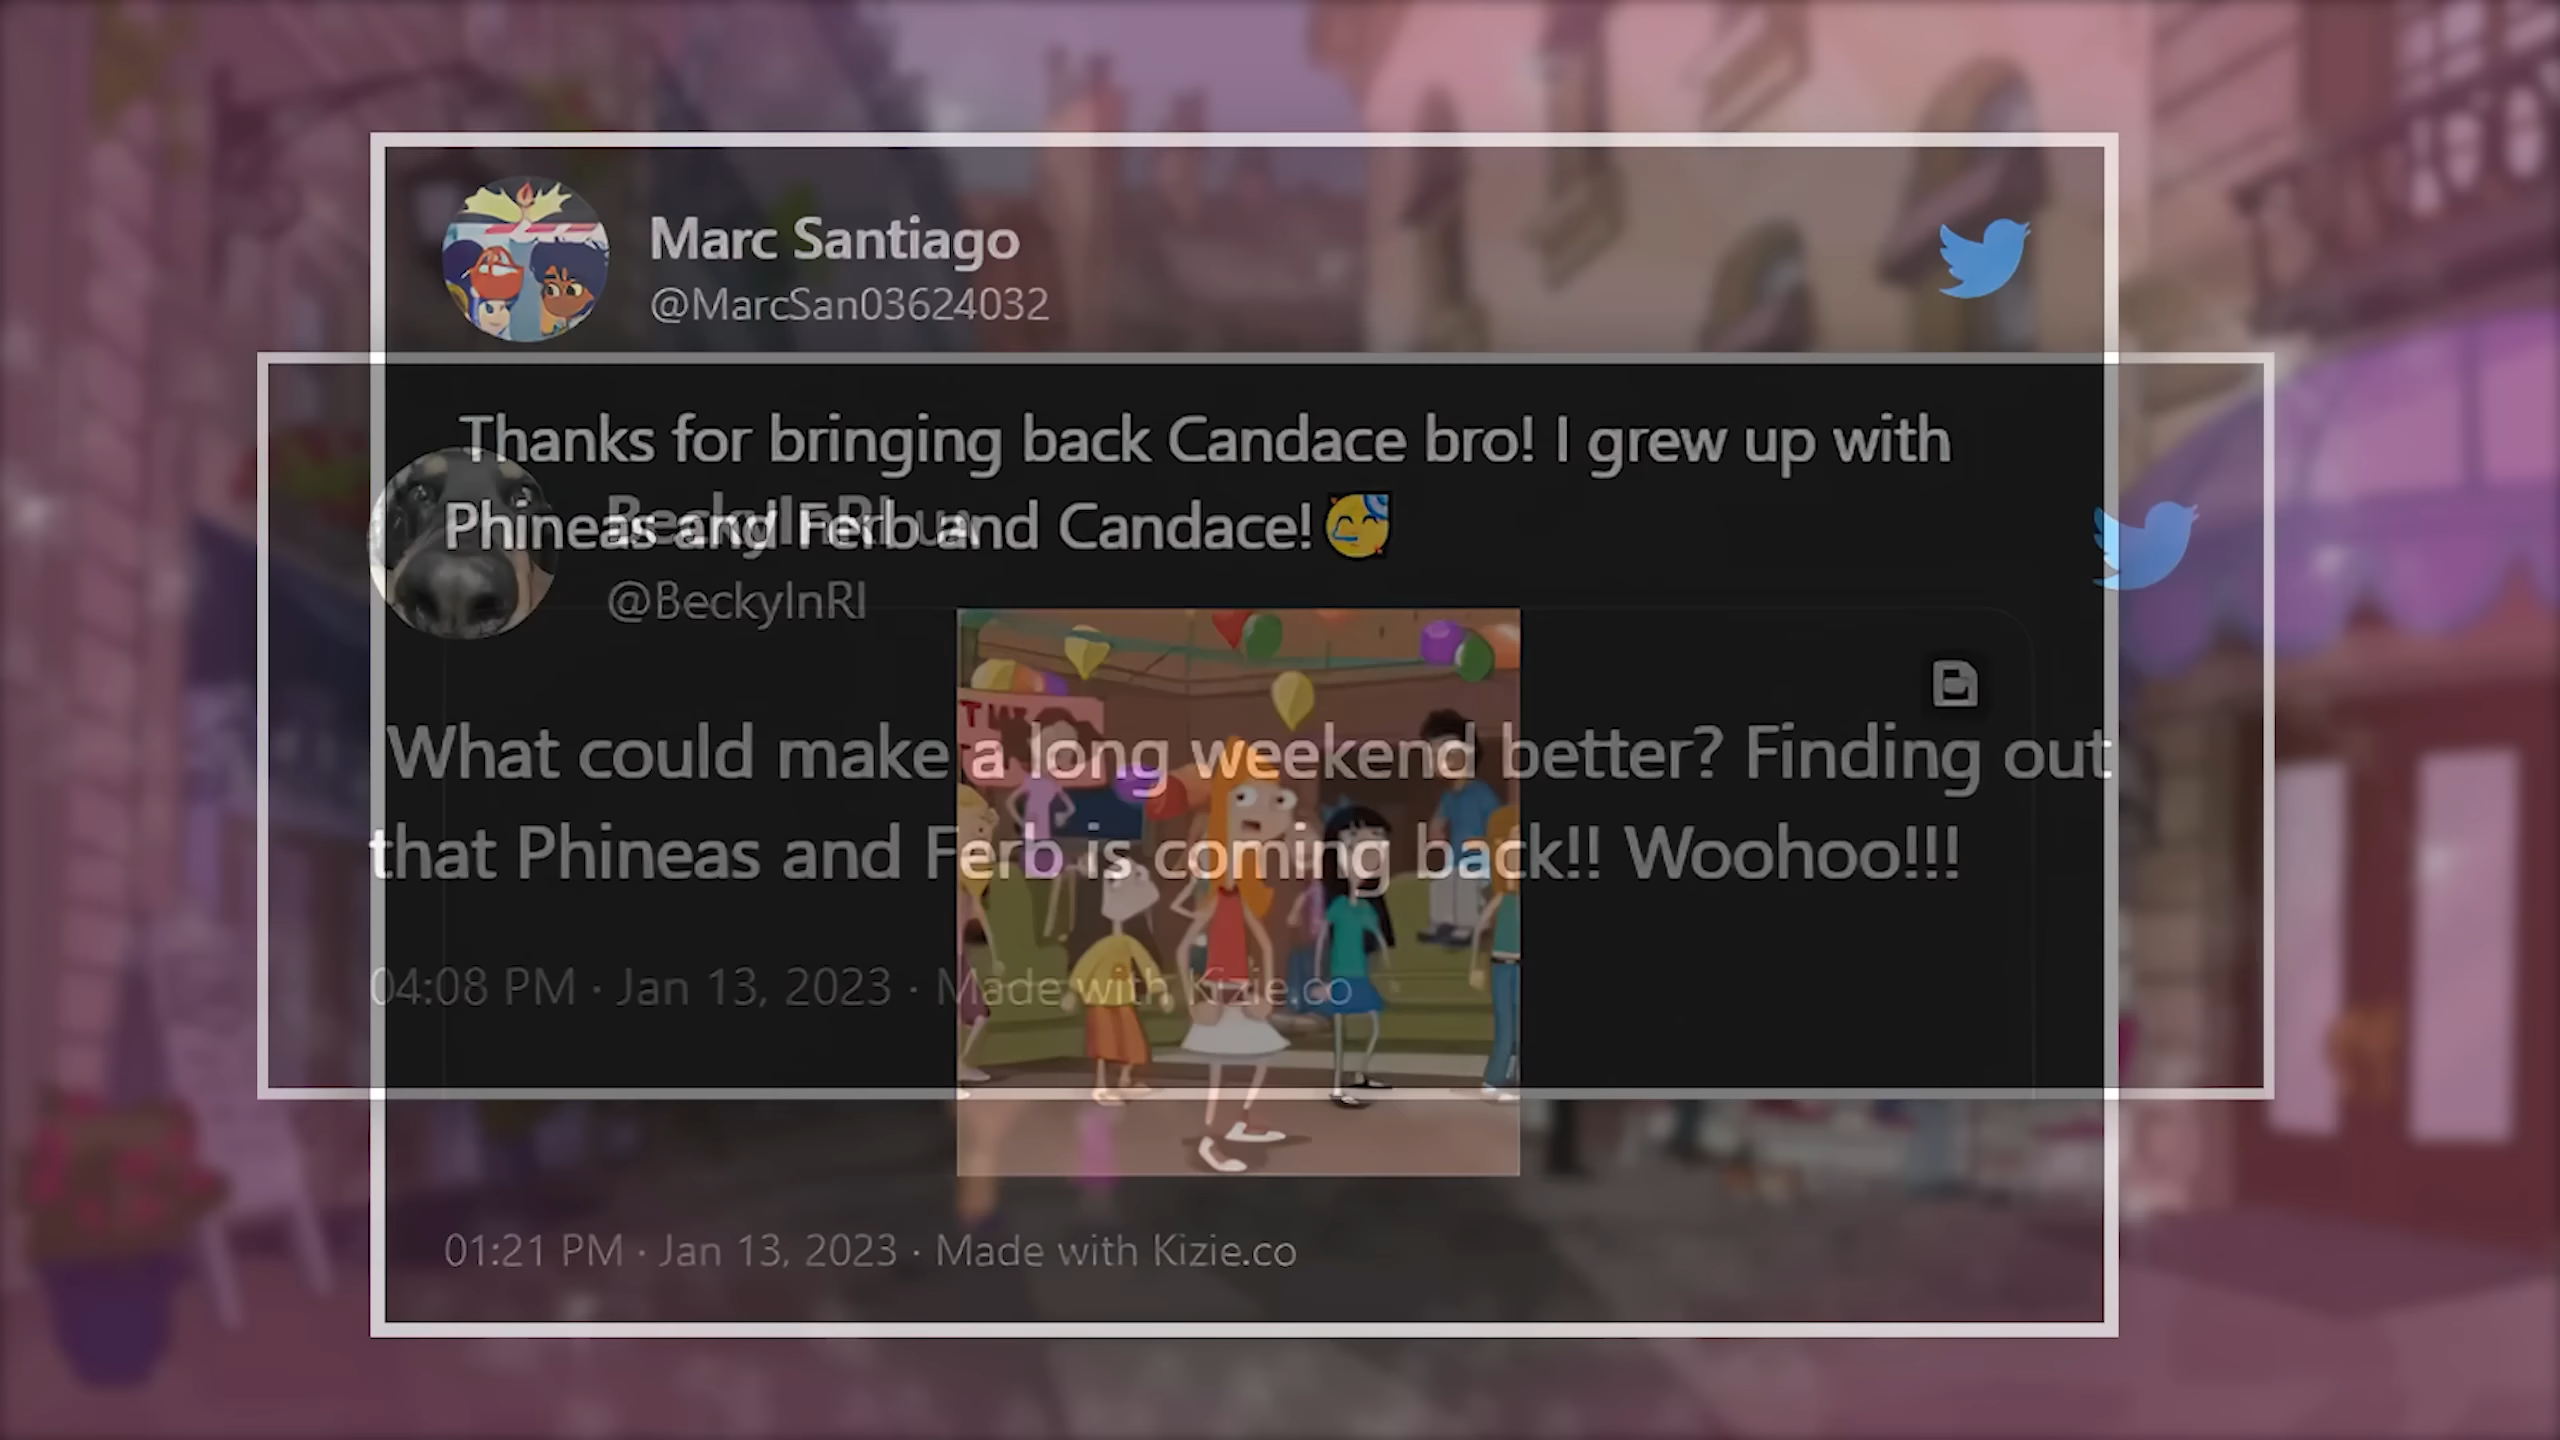 Marc Santiago
@MarcSan03624032
Thanks for bringing back Candace bro! I grew up with
Phineas and Ferb and Candace!🥳
01:21 PM · Jan 13, 2023 · Made with Kizie.co
BeckyInRI
@BeckyInRI
What could make a long weekend better? Finding out
that Phineas and Ferb is coming back!! Woohoo!!!
04:08 PM · Jan 13, 2023 · Made with Kizie.co